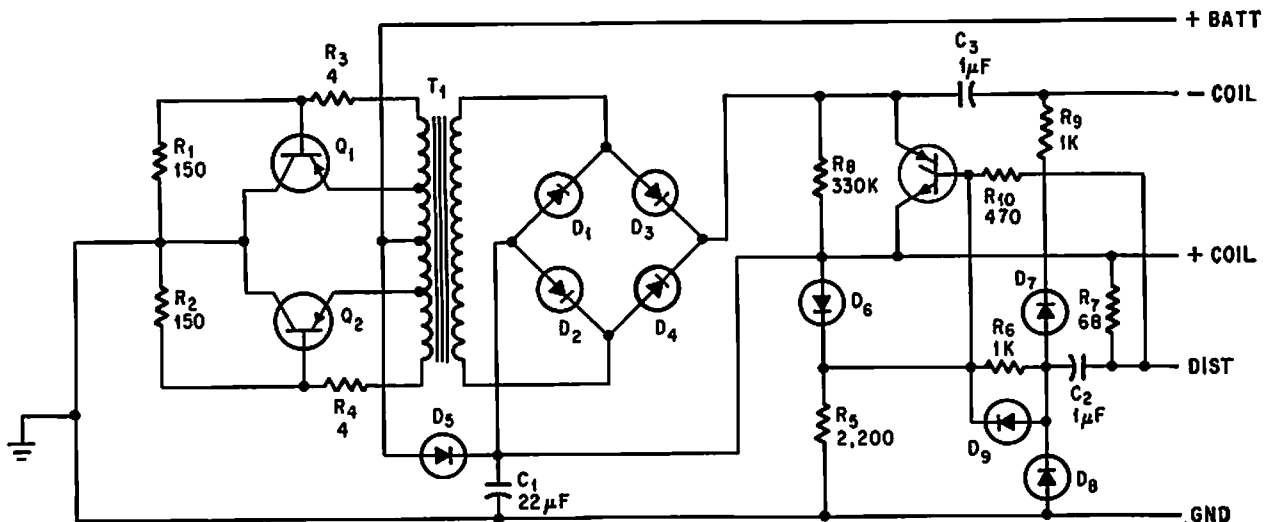 + BATT
R3
4
T1
C3
1µF
- COIL
R1
150
Q1
R9
1K
R8
330K
R10
470
D1
D3
+ COIL
R2
150
Q2
D2
D4
D6
D7
R7
68
R6
1K
DIST
C2
1µF
R4
4
D5
R5
2,200
D9
D8
C1
22µF
GND